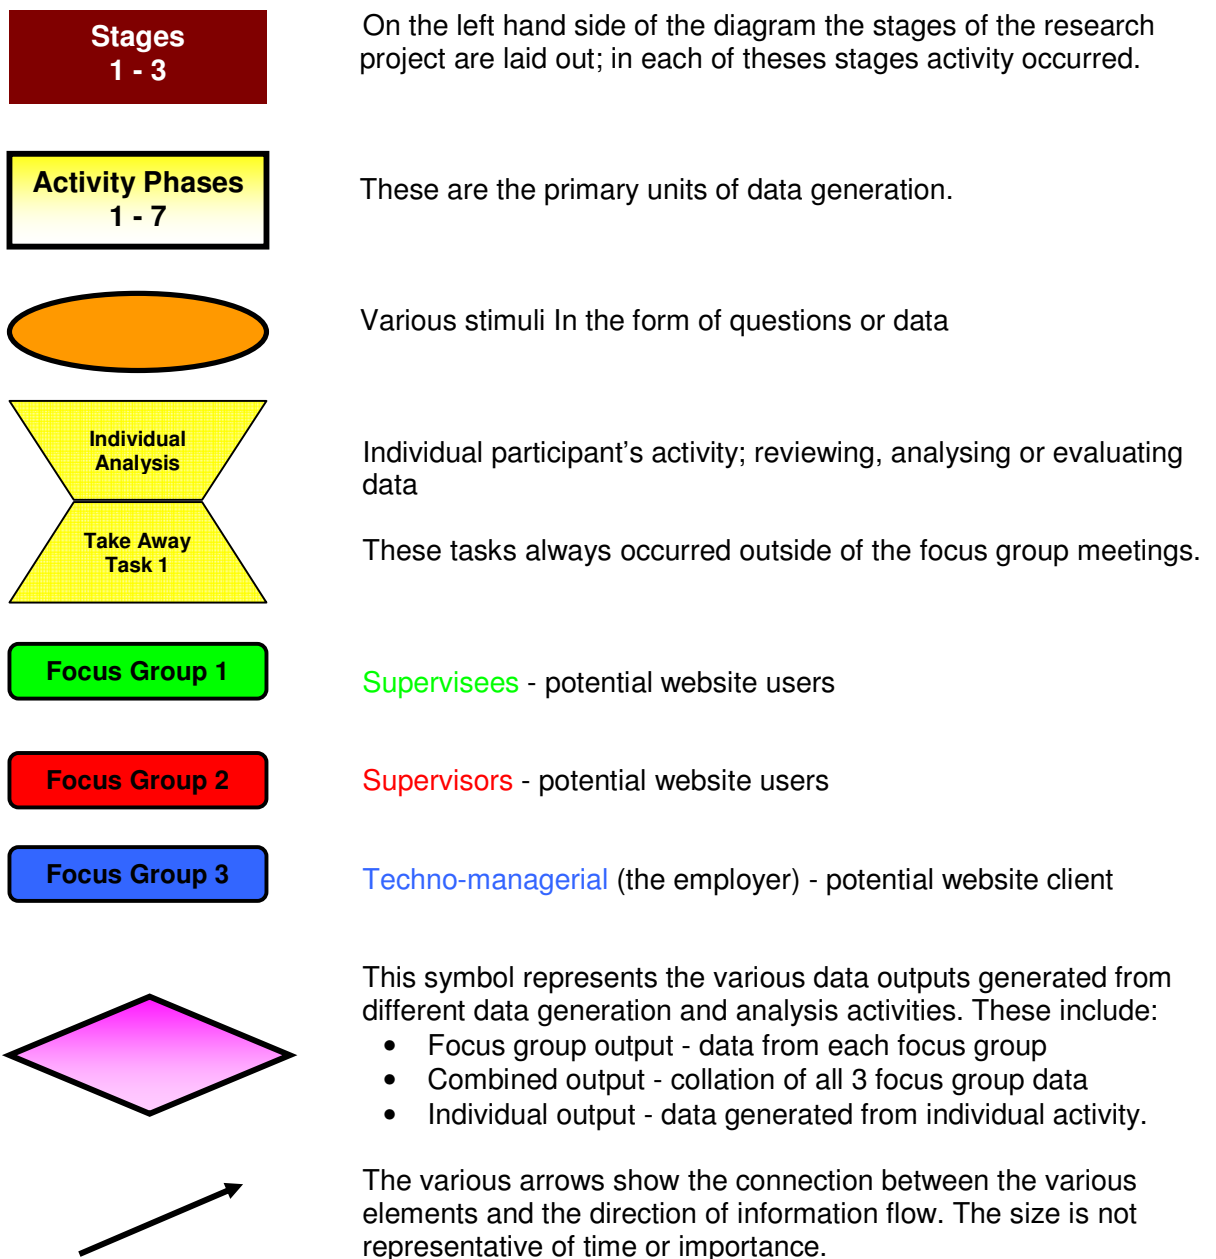 Stages
1 - 3
On the left hand side of the diagram the stages of the research
project are laid out; in each of theses stages activity occurred.
Activity Phases
1 - 7
These are the primary units of data generation.
Various stimuli In the form of questions or data
Individual
Analysis
Individual participant’s activity; reviewing, analysing or evaluating
data
Take Away
Task 1
These tasks always occurred outside of the focus group meetings.
Focus Group 1
Supervisees - potential website users
Focus Group 2
Supervisors - potential website users
Focus Group 3
Techno-managerial (the employer) - potential website client
This symbol represents the various data outputs generated from
different data generation and analysis activities. These include:
• Focus group output - data from each focus group
• Combined output - collation of all 3 focus group data
• Individual output - data generated from individual activity.
The various arrows show the connection between the various
elements and the direction of information flow. The size is not
representative of time or importance.